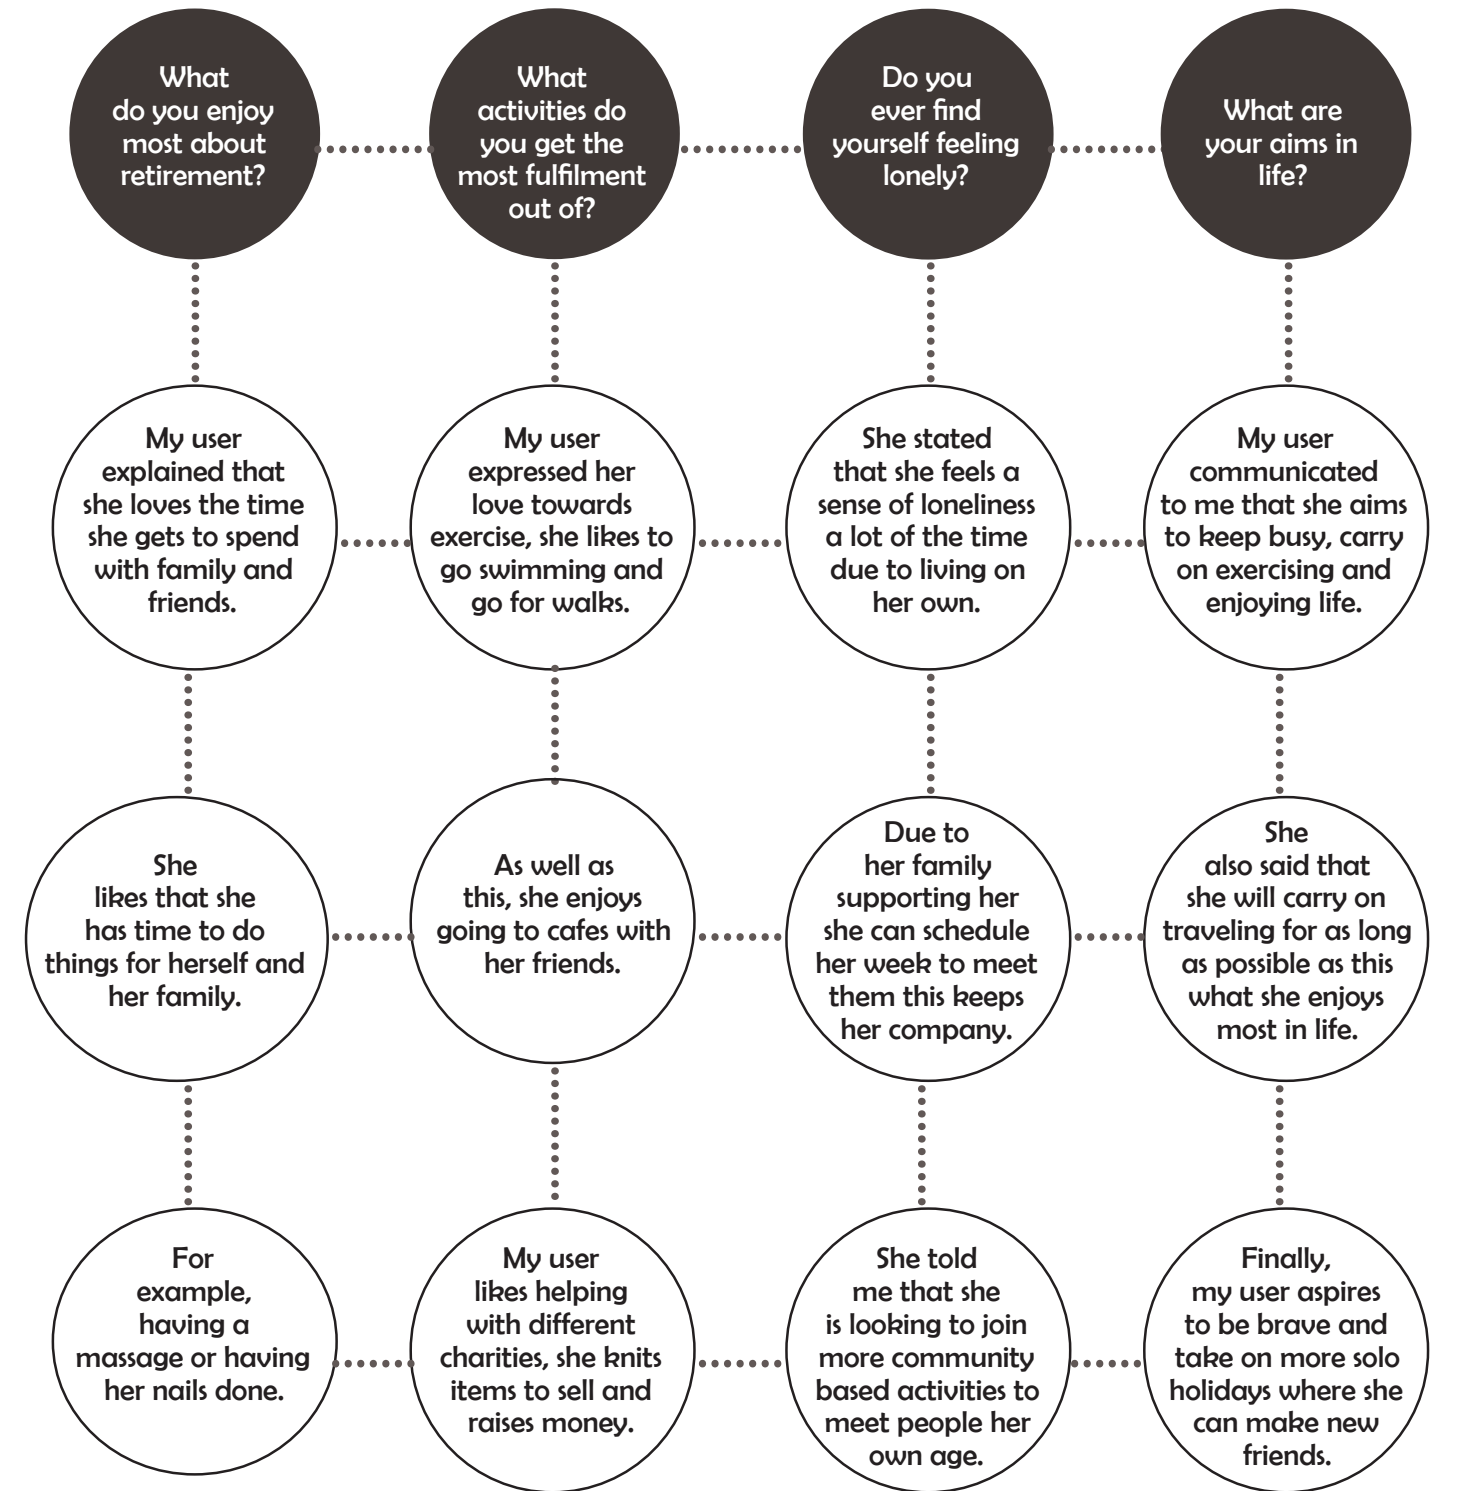 What
do you enjoy
most about
retirement?
What
activities do
you get the
most fulfilment
out of?
Do you
ever find
yourself feeling
lonely?
What are
your aims in
life?
My user
explained that
she loves the time
she gets to spend
with family and
friends.
My user
expressed her
love towards
exercise, she likes to
go swimming and
go for walks.
She stated
that she feels a
sense of loneliness
a lot of the time
due to living on
her own.
My user
communicated
to me that she aims
to keep busy, carry
on exercising and
enjoying life.
She
likes that she
has time to do
things for herself and
her family.
As well as
this, she enjoys
going to cafes with
her friends.
Due to
her family
supporting her
she can schedule
her week to meet
them this keeps
her company.
She
also said that
she will carry on
traveling for as long
as possible as this
what she enjoys
most in life.
For
example,
having a
massage or having
her nails done.
My user
likes helping
with different
charities, she knits
items to sell and
raises money.
She told
me that she
is looking to join
more community
based activities to
meet people her
own age.
Finally,
my user aspires
to be brave and
take on more solo
holidays where she
can make new
friends.